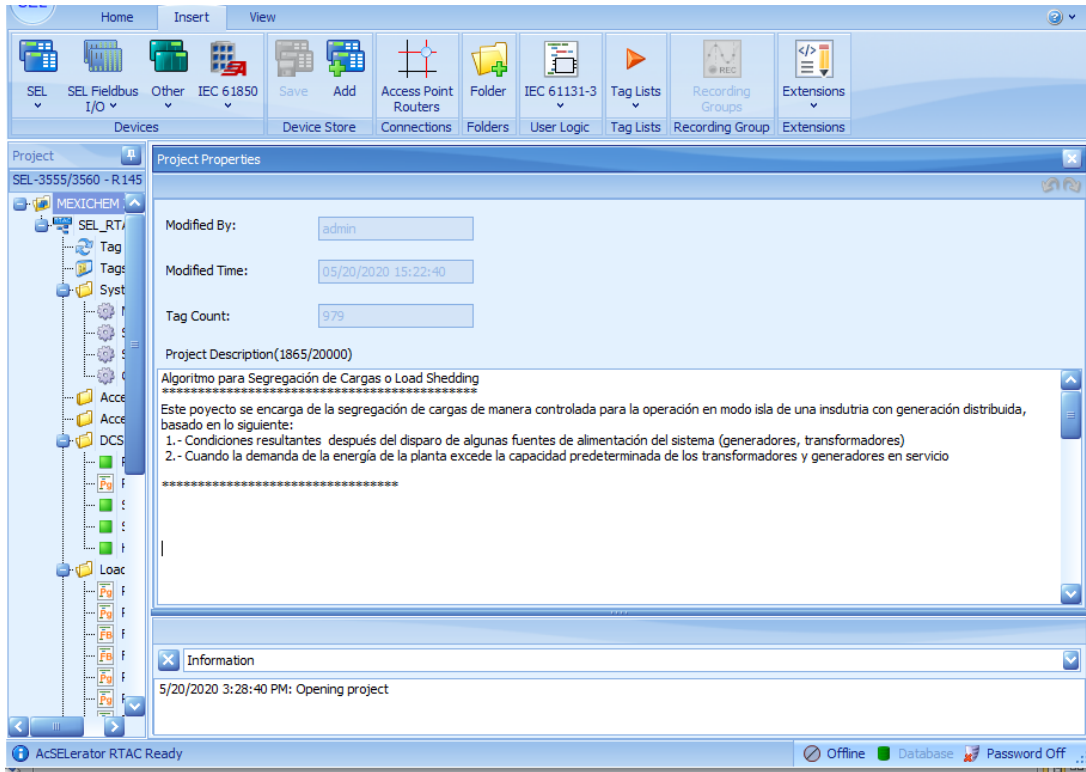 SEL
Home Insert View
SEL SEL Fieldbus I/O Other IEC 61850 Save Add Access Point Routers Folder IEC 61131-3 Tag Lists Recording Groups Extensions
REC
Devices Device Store Connections Folders User Logic Tag Lists Recording Group Extensions
Project
SEL-3555/3560 - R145
MEXICHEM
SEL_RTA
Tag
Tags
Syst
Acce
Acce
DCS
Load
Project Properties
Modified By: admin
Modified Time: 05/20/2020 15:22:40
Tag Count: 979
Project Description(1865/20000)
Algoritmo para Segregación de Cargas o Load Shedding
********************************************
Este poyecto se encarga de la segregación de cargas de manera controlada para la operación en modo isla de una insdutria con generación distribuida,
basado en lo siguiente:
1.- Condiciones resultantes después del disparo de algunas fuentes de alimentación del sistema (generadores, transformadores)
2.- Cuando la demanda de la energía de la planta excede la capacidad predeterminada de los transformadores y generadores en servicio
*********************************
Information
5/20/2020 3:28:40 PM: Opening project
AcSELerator RTAC Ready
Offline Database Password Off